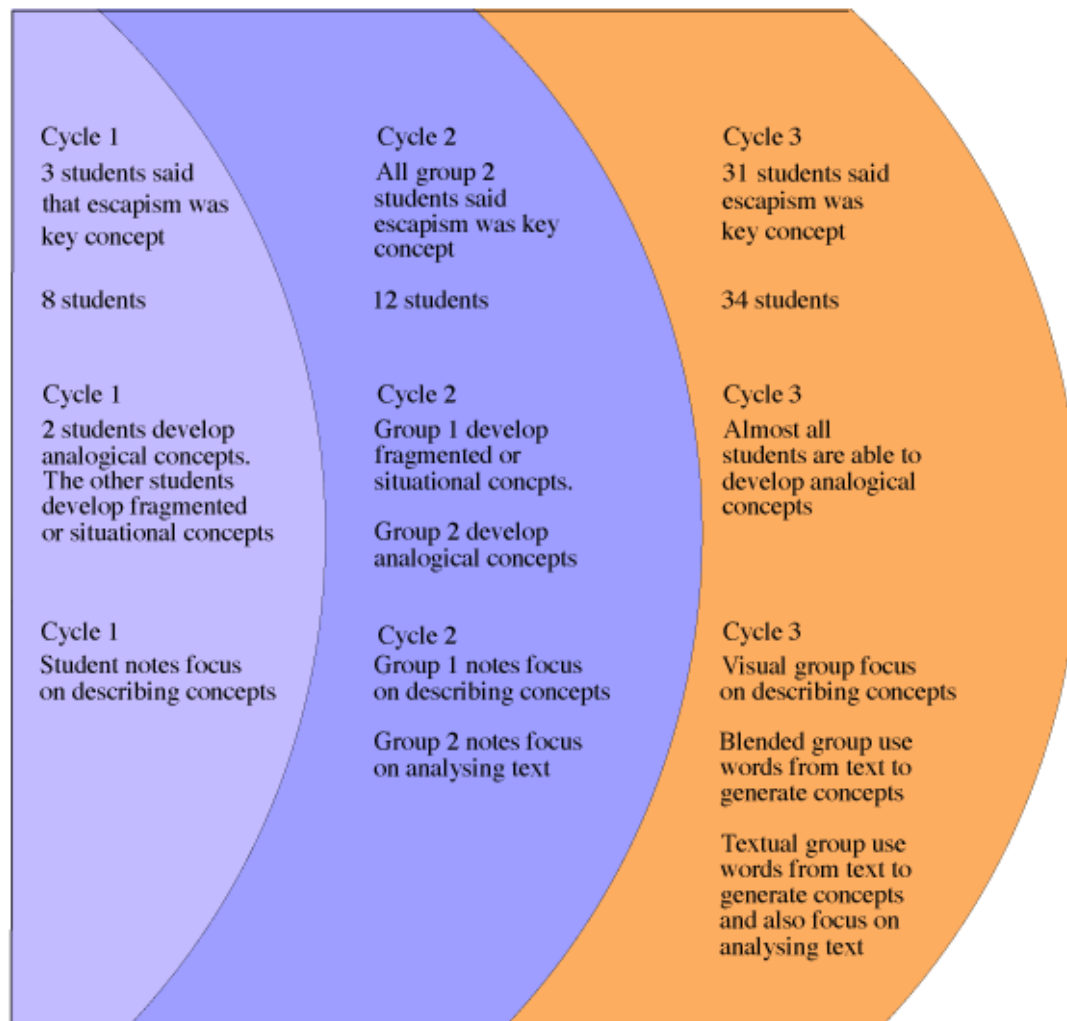 Cycle 1
3 students said
that escapism was
key concept
8 students
Cycle 2
All group 2
students said
escapism was key
concept
12 students
Cycle 3
31 students said
escapism was
key concept
34 students
Cycle 1
2 students develop
analogical concepts.
The other students
develop fragmented
or situational concepts
Cycle 2
Group 1 develop
fragmented or
situational concpts.
Group 2 develop
analogical concepts
Cycle 3
Almost all
students are able to
develop analogical
concepts
Cycle 1
Student notes focus
on describing concepts
Cycle 2
Group 1 notes focus
on describing concepts
Group 2 notes focus
on analysing text
Cycle 3
Visual group focus
on describing concepts
Blended group use
words from text to
generate concepts
Textual group use
words from text to
generate concepts
and also focus on
analysing text